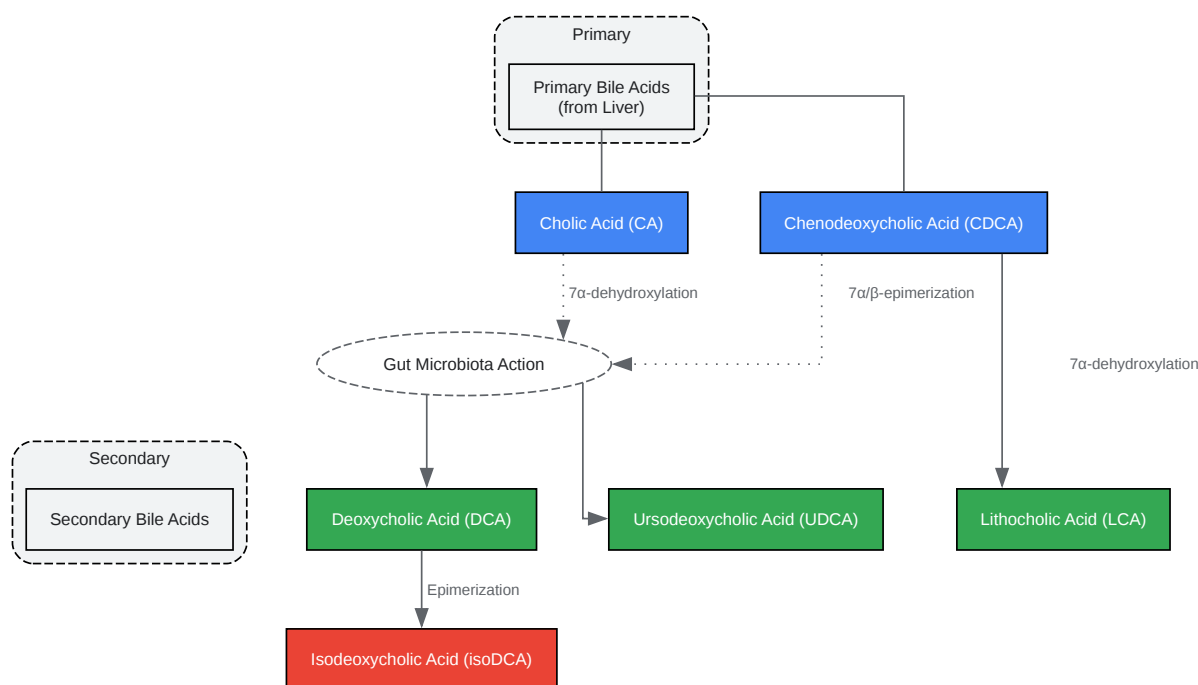 Primary
Primary Bile Acids
(from Liver)
Cholic Acid (CA)
Chenodeoxycholic Acid (CDCA)
7α-dehydroxylation
7α/β-epimerization
Gut Microbiota Action
7α-dehydroxylation
Secondary
Secondary Bile Acids
Deoxycholic Acid (DCA)
Ursodeoxycholic Acid (UDCA)
Lithocholic Acid (LCA)
Epimerization
Isodeoxycholic Acid (isoDCA)